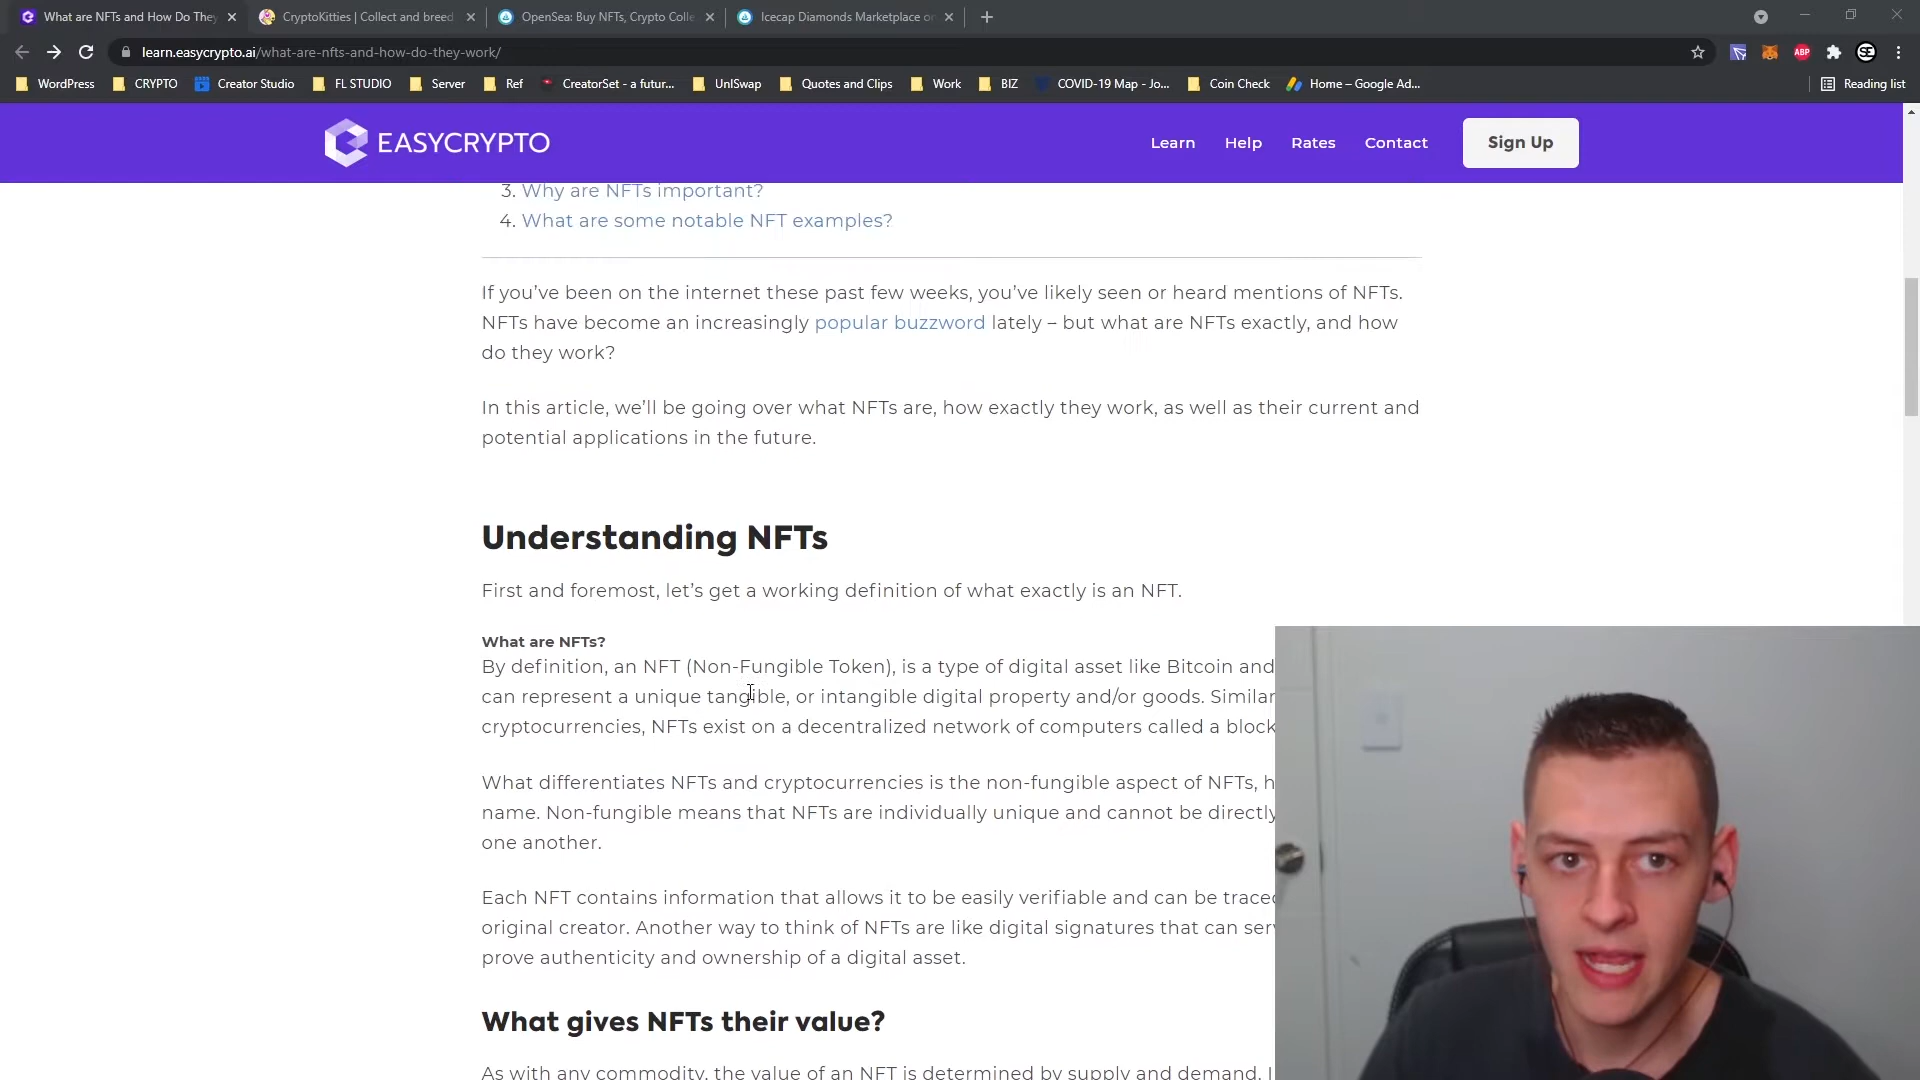 What are NFTs and How Do They
CryptoKitties | Collect and breed
OpenSea: Buy NFTs, Crypto Colle
Icecap Diamonds Marketplace o
learn.easycrypto.ai/what-are-nfts-and-how-do-they-work/
ABP
SE
WordPress
CRYPTO
Creator Studio
FL STUDIO
Server
Ref
CreatorSet - a futur...
UnISwap
Quotes and Clips
Work
BIZ
COVID-19 Map - Jo...
Coin Check
Home – Google Ad...
Reading list
EASYCRYPTO
Learn
Help
Rates
Contact
Sign Up
3. Why are NFTs important?
4. What are some notable NFT examples?
If you’ve been on the internet these past few weeks, you’ve likely seen or heard mentions of NFTs.
NFTs have become an increasingly popular buzzword lately – but what are NFTs exactly, and how
do they work?
In this article, we’ll be going over what NFTs are, how exactly they work, as well as their current and
potential applications in the future.
Understanding NFTs
First and foremost, let’s get a working definition of what exactly is an NFT.
What are NFTs?
By definition, an NFT (Non-Fungible Token), is a type of digital asset like Bitcoin and
can represent a unique tangible, or intangible digital property and/or goods. Similar
cryptocurrencies, NFTs exist on a decentralized network of computers called a block
What differentiates NFTs and cryptocurrencies is the non-fungible aspect of NFTs, h
name. Non-fungible means that NFTs are individually unique and cannot be directly
one another.
Each NFT contains information that allows it to be easily verifiable and can be traced
original creator. Another way to think of NFTs are like digital signatures that can serv
prove authenticity and ownership of a digital asset.
What gives NFTs their value?
As with any commodity, the value of an NFT is determined by supply and demand. I